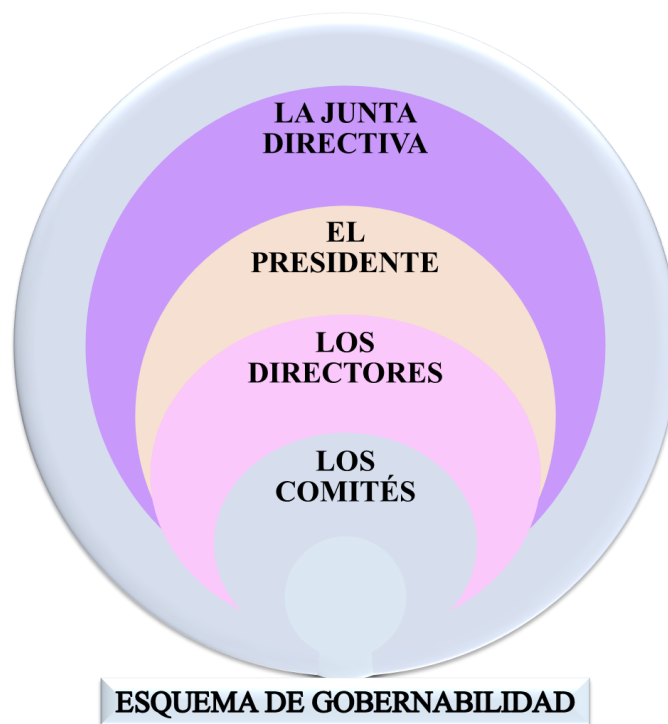 LA JUNTA
DIRECTIVA
EL
PRESIDENTE
LOS
DIRECTORES
LOS
COMITÉS
ESQUEMA DE GOBERNABILIDAD